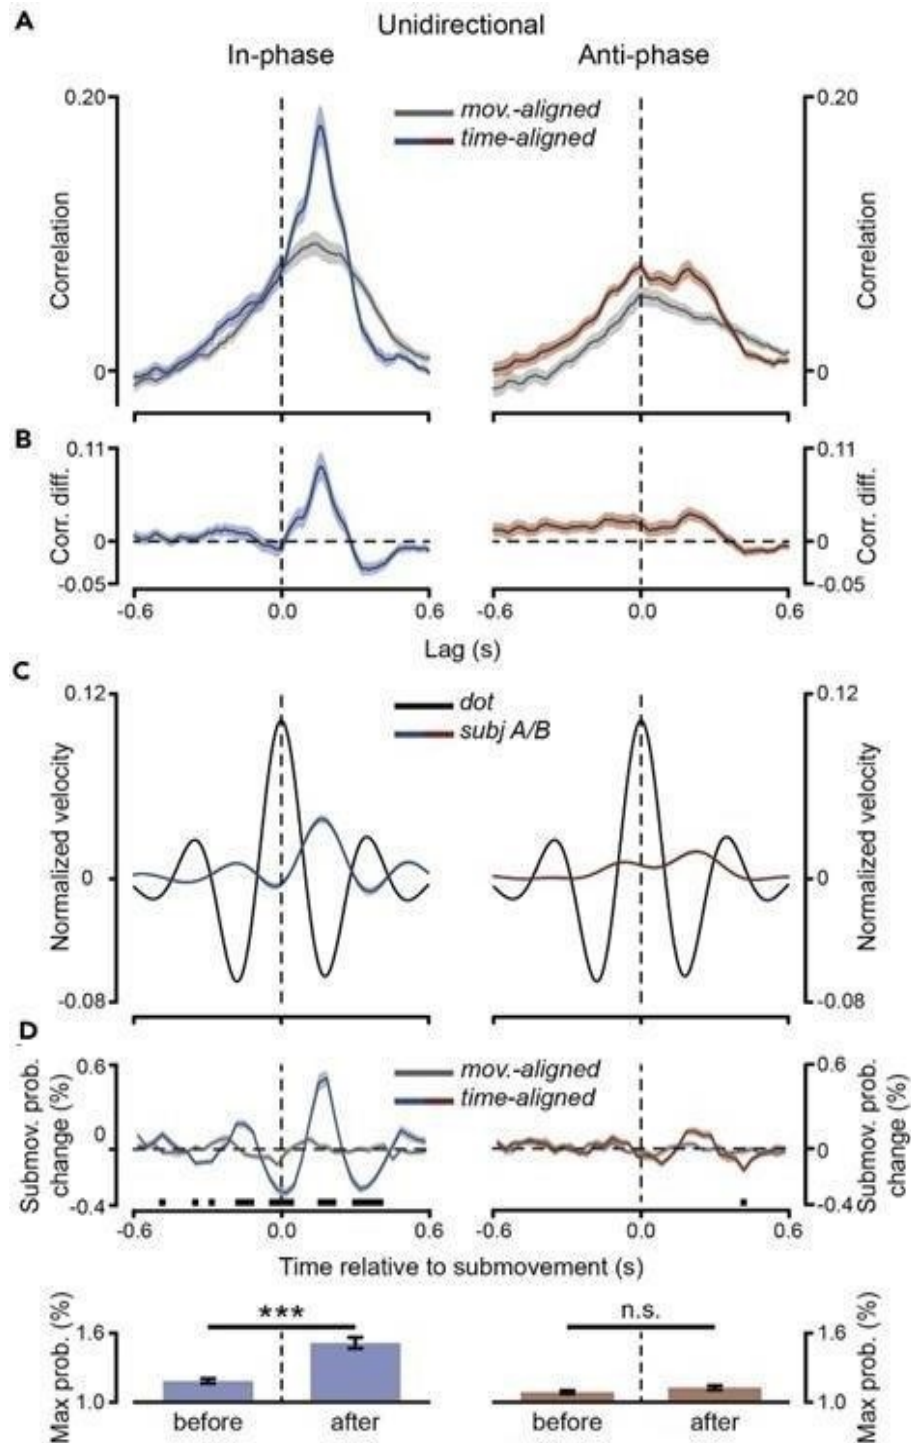 A
Unidirectional
In-phase
Anti-phase
0.20
0.20
mov.-aligned
time-aligned
Correlation
Correlation
0
0
B
0.11
0.11
Corr. diff.
Corr. diff.
0
0
-0.05
-0.05
-0.6
0.0
0.6
-0.6
0.0
0.6
Lag (s)
C
0.12
0.12
dot
subj A/B
Normalized velocity
Normalized velocity
0
0
-0.08
-0.08
D
0.6
0.6
mov.-aligned
time-aligned
Submov. prob.
change (%)
Submov. prob.
change (%)
0
0
-0.4
-0.4
-0.6
0.0
0.6
-0.6
0.0
0.6
Time relative to submovement (s)
Max prob. (%)
Max prob. (%)
1.6
1.6
***
n.s.
1.0
1.0
before
after
before
after